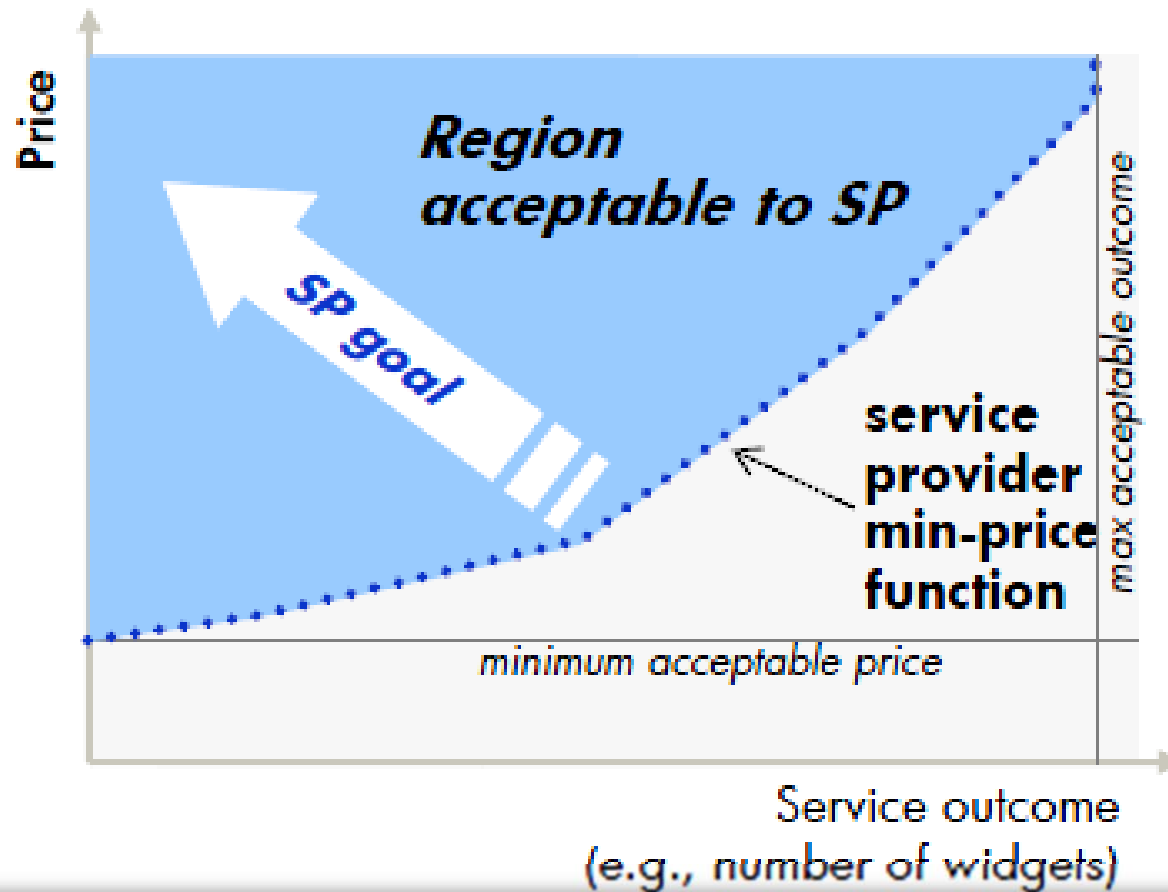 Price
Region
acceptable to SP
SP goal
service
provider
min-price
function
max acceptable outcome
minimum acceptable price
Service outcome
(e.g., number of widgets)